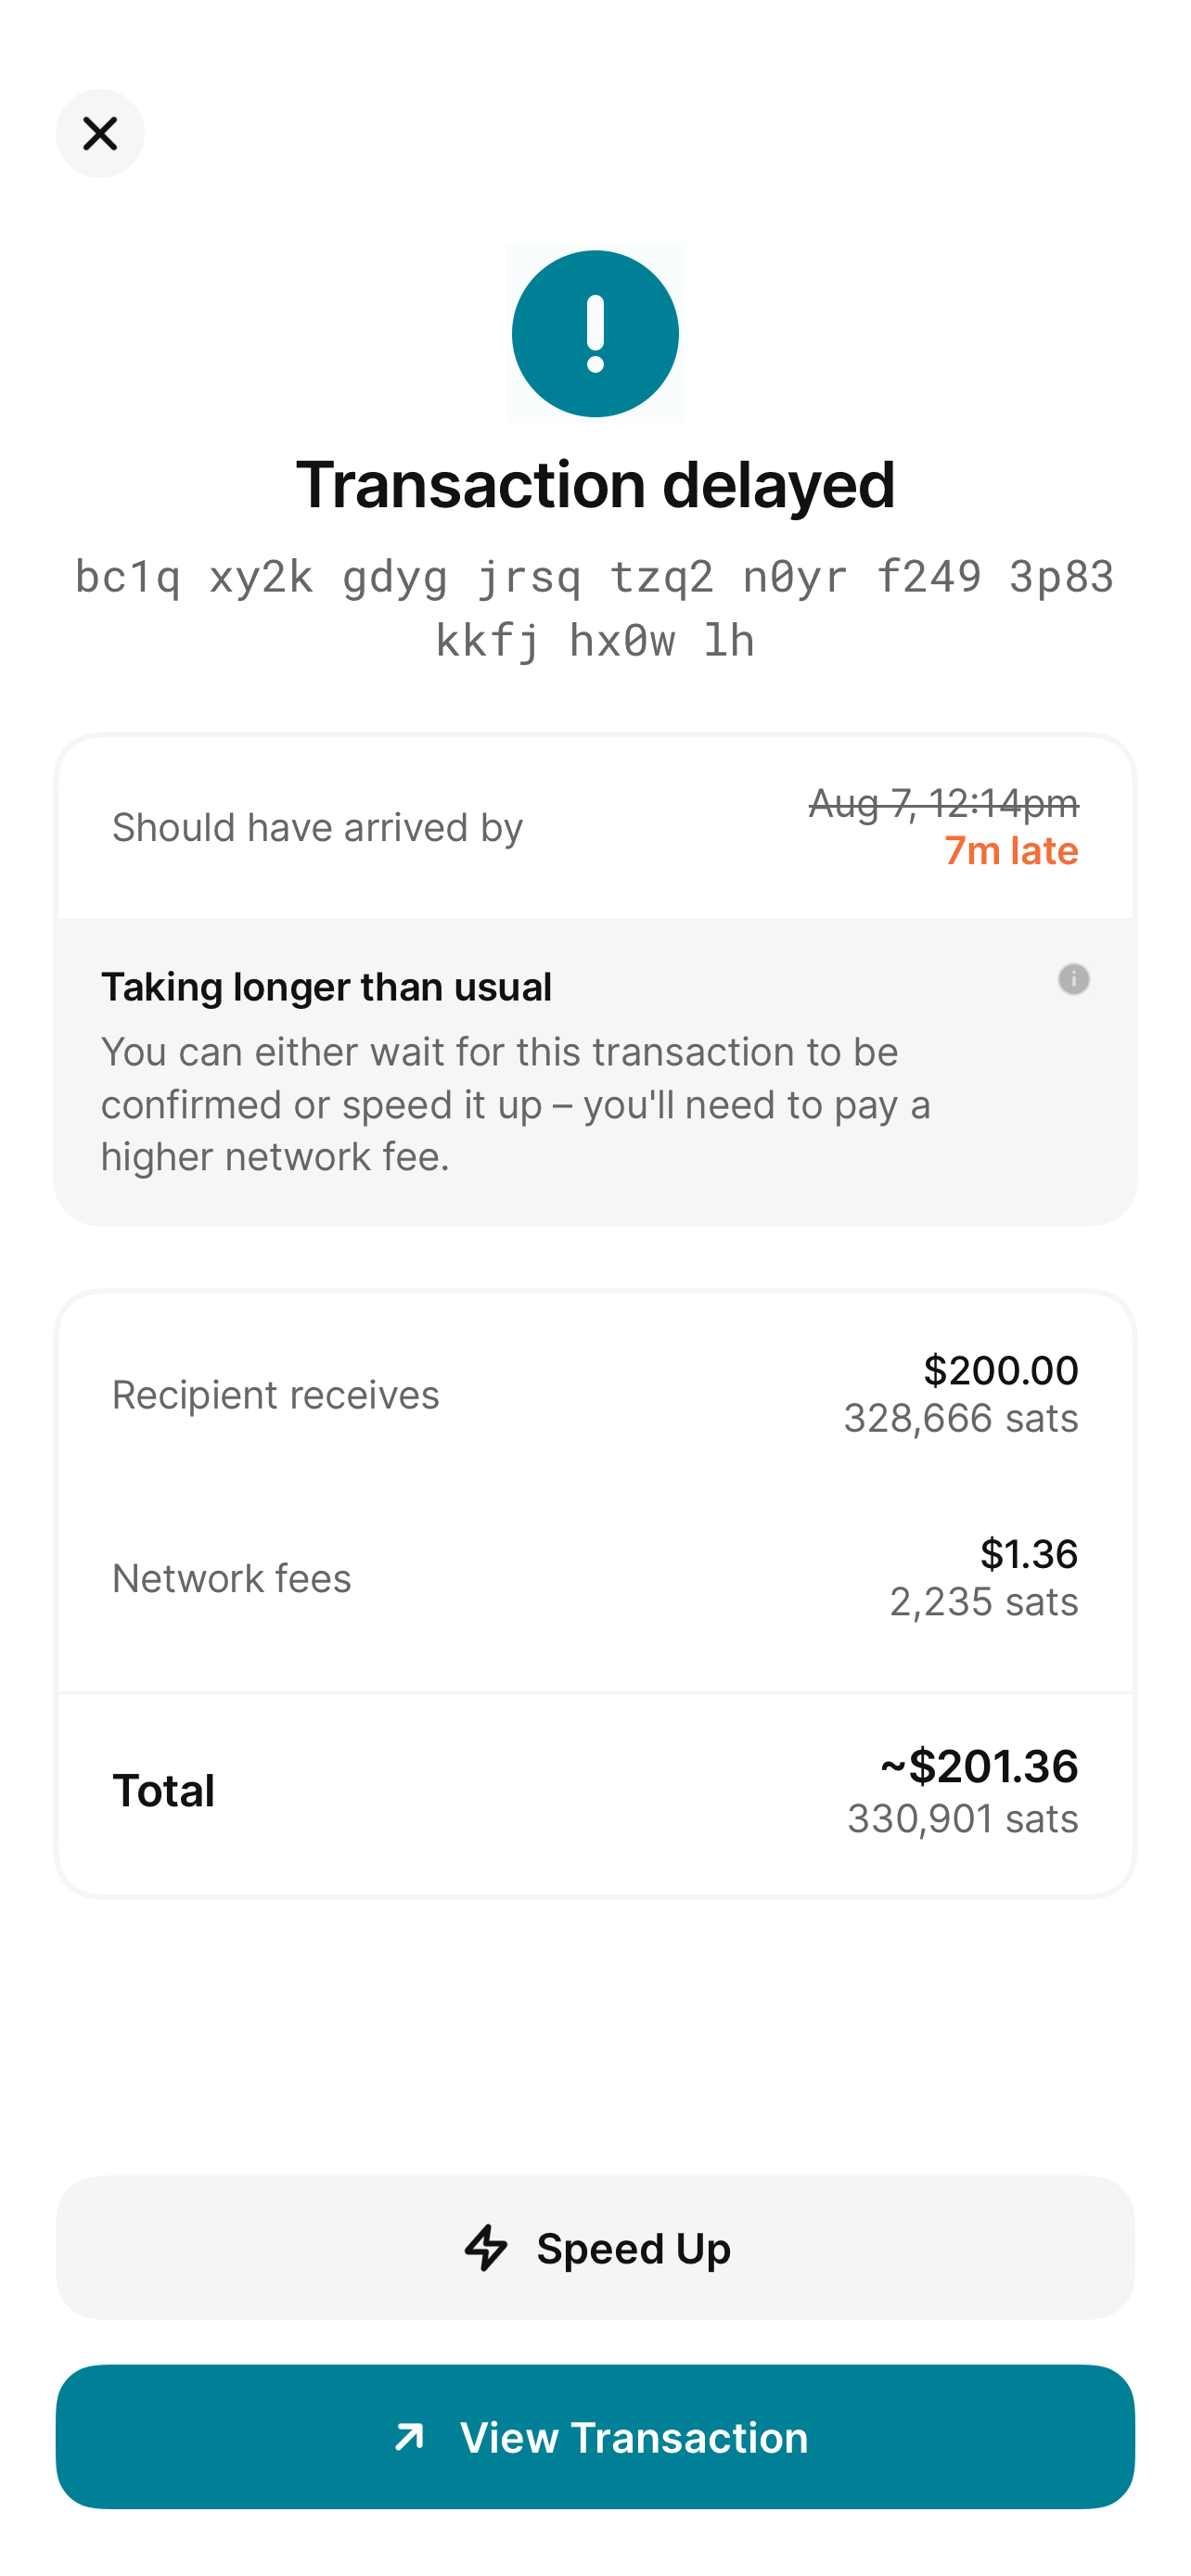 Transaction delayed
bc1q xy2k gdyg jrsq tzq2 n0yr f249 3p83
kkfj hx0w lh
Should have arrived by
Aug 7, 12:14pm
7m late
Taking longer than usual
You can either wait for this transaction to be
confirmed or speed it up – you'll need to pay a
higher network fee.
Recipient receives
$200.00
328,666 sats
Network fees
$1.36
2,235 sats
Total
~$201.36
330,901 sats
Speed Up
View Transaction